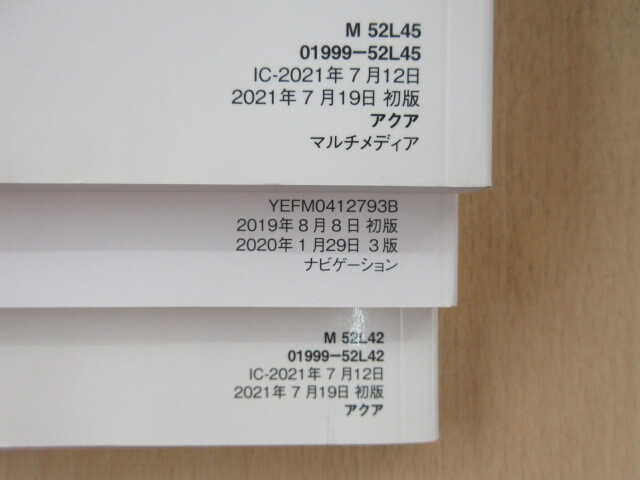 M 52L45
01999−52L45
IC-2021年 7 月12日
2021年 7 月19日 初版
アクア
マルチメディア
YEFM0412793B
2019年 8 月 8 日 初版
2020年 1 月29日 3 版
ナビゲーション
M 52L42
01999−52L42
IC-2021年 7 月12日
2021年 7 月19日 初版
アクア